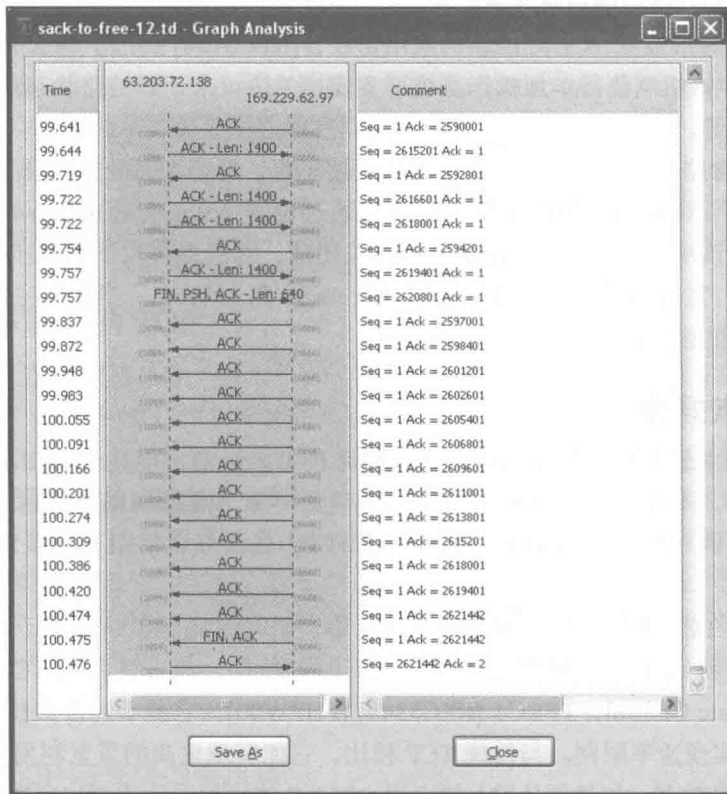 sack-to-free-12.td - Graph Analysis
Time
63.203.72.138
169.229.62.97
Comment
99.641 ACK Seq = 1 Ack = 2590001
99.644 ACK - Len: 1400 Seq = 2615201 Ack = 1
99.719 ACK Seq = 1 Ack = 2592801
99.722 ACK - Len: 1400 Seq = 2616601 Ack = 1
99.722 ACK - Len: 1400 Seq = 2618001 Ack = 1
99.754 ACK Seq = 1 Ack = 2594201
99.757 ACK - Len: 1400 Seq = 2619401 Ack = 1
99.757 FIN, PSH, ACK - Len: 640 Seq = 2620801 Ack = 1
99.837 ACK Seq = 1 Ack = 2597001
99.872 ACK Seq = 1 Ack = 2598401
99.948 ACK Seq = 1 Ack = 2601201
99.983 ACK Seq = 1 Ack = 2602601
100.055 ACK Seq = 1 Ack = 2605401
100.091 ACK Seq = 1 Ack = 2606801
100.166 ACK Seq = 1 Ack = 2609601
100.201 ACK Seq = 1 Ack = 2611001
100.274 ACK Seq = 1 Ack = 2613801
100.309 ACK Seq = 1 Ack = 2615201
100.386 ACK Seq = 1 Ack = 2618001
100.420 ACK Seq = 1 Ack = 2619401
100.474 ACK Seq = 1 Ack = 2621442
100.475 FIN, ACK Seq = 1 Ack = 2621442
100.476 ACK Seq = 2621442 Ack = 2
Save As
Close